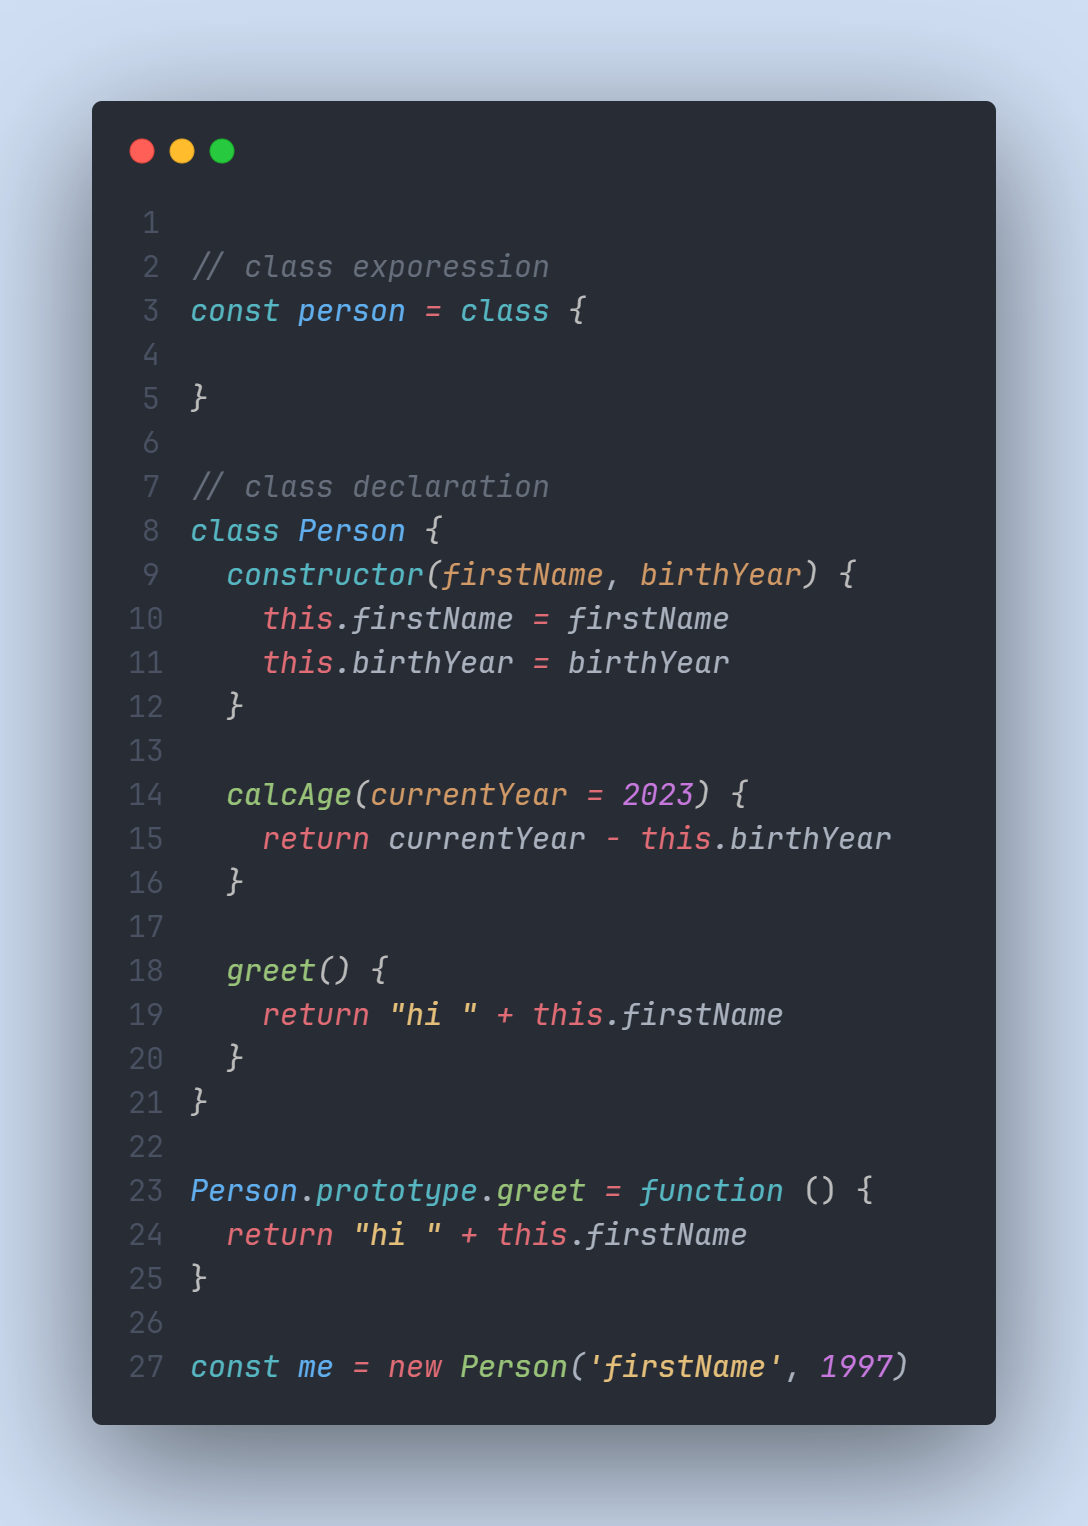 1
2 // class exporession
3 const person = class {
4
5 }
6
7 // class declaration
8 class Person {
9   constructor(firstName, birthYear) {
10     this.firstName = firstName
11     this.birthYear = birthYear
12   }
13
14   calcAge(currentYear = 2023) {
15     return currentYear - this.birthYear
16   }
17
18   greet() {
19     return "hi " + this.firstName
20   }
21 }
22
23 Person.prototype.greet = function () {
24   return "hi " + this.firstName
25 }
26
27 const me = new Person('firstName', 1997)